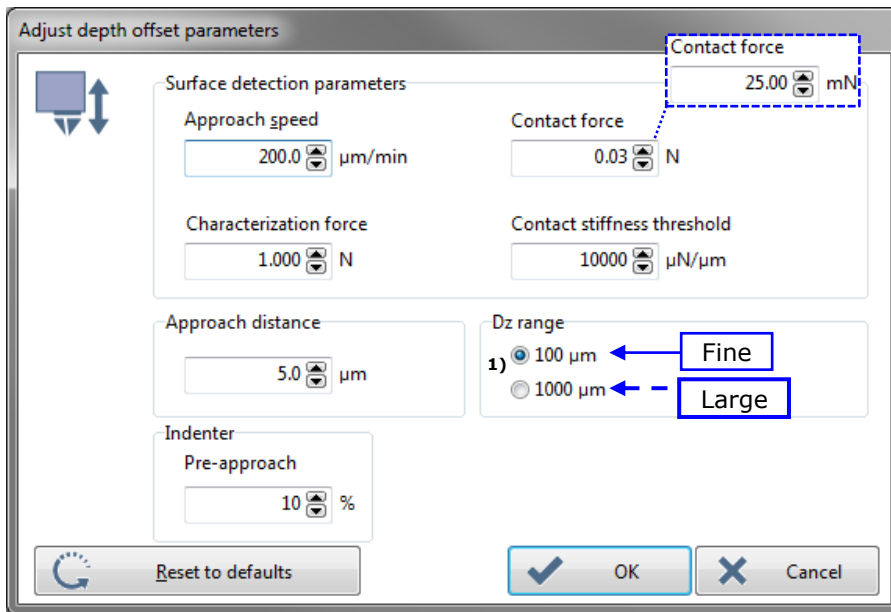 Adjust depth offset parameters
Contact force
25.00 mN
Surface detection parameters
Approach speed
Contact force
200.0 µm/min
0.03 N
Characterization force
Contact stiffness threshold
1.000 N
10000 µN/µm
Approach distance
Dz range
1) 100 µm
Fine
5.0 µm
1000 µm
Large
Indenter
Pre-approach
10 %
Reset to defaults
OK
Cancel